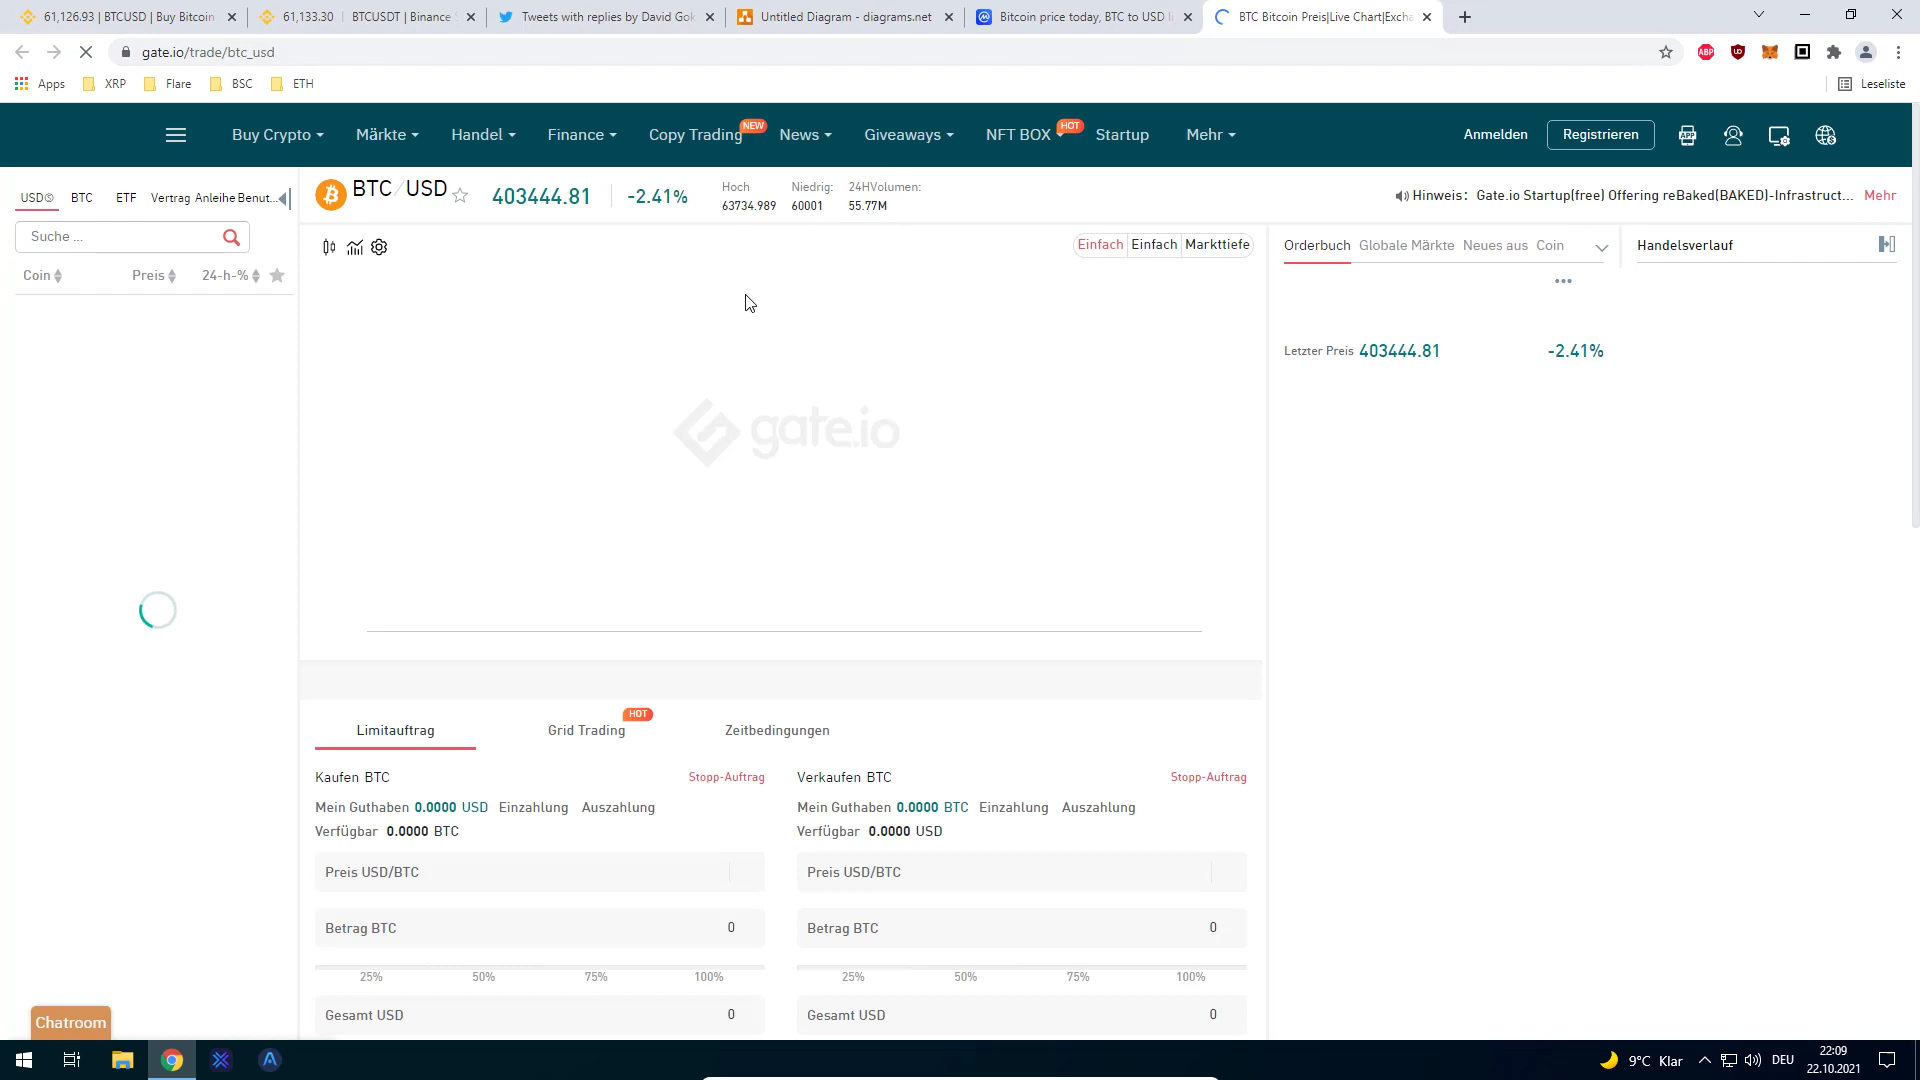 61,126.93 | BTCUSD | Buy Bitcoin
61,133.30 | BTCUSDT | Binance
Tweets with replies by David Gok
Untitled Diagram - diagrams.net
Bitcoin price today, BTC to USD li
BTC Bitcoin Preis|Live Chart|Excha
gate.io/trade/btc_usd
ABP
Apps
XRP
Flare
BSC
ETH
Leseliste
Buy Crypto
Märkte
Handel
Finance
Copy Trading
NEW
News
Giveaways
NFT BOX
HOT
Startup
Mehr
Anmelden
Registrieren
USD
BTC
ETF
Vertrag
Anleihe
Benut...
BTC/USD
403444.81
-2.41%
Hoch
63734.989
Niedrig:
60001
24HVolumen:
55.77M
Hinweis: Gate.io Startup(free) Offering reBaked(BAKED)-Infrastruct...
Mehr
Suche ...
Coin
Preis
24-h-%
Einfach
Einfach
Markttiefe
gate.io
Orderbuch
Globale Märkte
Neues aus
Coin
Handelsverlauf
Letzter Preis 403444.81
-2.41%
Limitauftrag
Grid Trading
HOT
Zeitbedingungen
Kaufen BTC
Stopp-Auftrag
Mein Guthaben 0.0000 USD Einzahlung Auszahlung
Verfügbar 0.0000 BTC
Preis USD/BTC
Betrag BTC
0
25%
50%
75%
100%
Gesamt USD
0
Verkaufen BTC
Stopp-Auftrag
Mein Guthaben 0.0000 BTC Einzahlung Auszahlung
Verfügbar 0.0000 USD
Preis USD/BTC
Betrag BTC
0
25%
50%
75%
100%
Gesamt USD
0
Chatroom
9°C Klar
DEU
22:09
22.10.2021